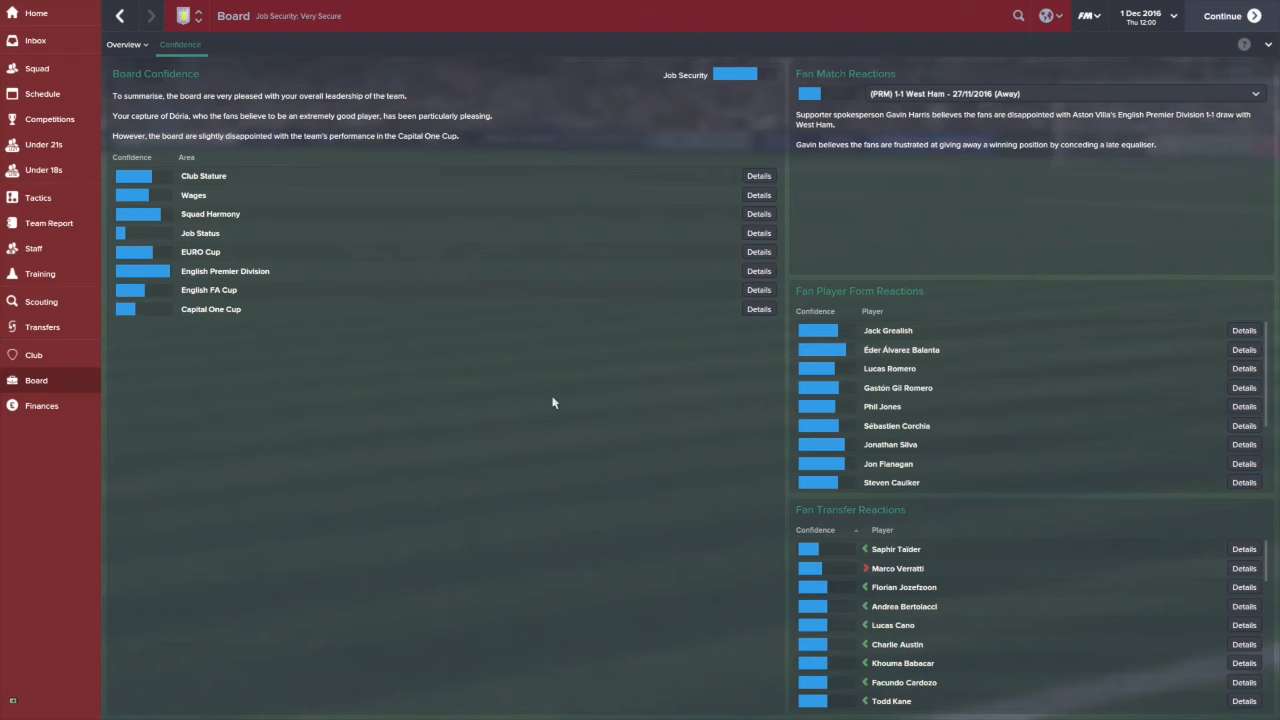 Home
Inbox
Squad
Schedule
Competitions
Under 21s
Under 18s
Tactics
Team Report
Staff
Training
Scouting
Transfers
Club
Board
Finances
Board Job Security: Very Secure
FM
1 Dec 2016
Thu 12:00
Continue
Overview
Confidence
Board Confidence
Job Security
To summarise, the board are very pleased with your overall leadership of the team.
Your capture of Dória, who the fans believe to be an extremely good player, has been particularly pleasing.
However, the board are slightly disappointed with the team's performance in the Capital One Cup.
Confidence Area
Club Stature Details
Wages Details
Squad Harmony Details
Job Status Details
EURO Cup Details
English Premier Division Details
English FA Cup Details
Capital One Cup Details
Fan Match Reactions
(PRM) 1-1 West Ham - 27/11/2016 (Away)
Supporter spokesperson Gavin Harris believes the fans are disappointed with Aston Villa's English Premier Division 1-1 draw with
West Ham.
Gavin believes the fans are frustrated at giving away a winning position by conceding a late equaliser.
Fan Player Form Reactions
Confidence Player
Jack Grealish Details
Éder Álvarez Balanta Details
Lucas Romero Details
Gastón Gil Romero Details
Phil Jones Details
Sébastien Corchia Details
Jonathan Silva Details
Jon Flanagan Details
Steven Caulker Details
Fan Transfer Reactions
Confidence Player
Saphir Taïder Details
Marco Verratti Details
Florian Jozefzoon Details
Andrea Bertolacci Details
Lucas Cano Details
Charlie Austin Details
Khouma Babacar Details
Facundo Cardozo Details
Todd Kane Details